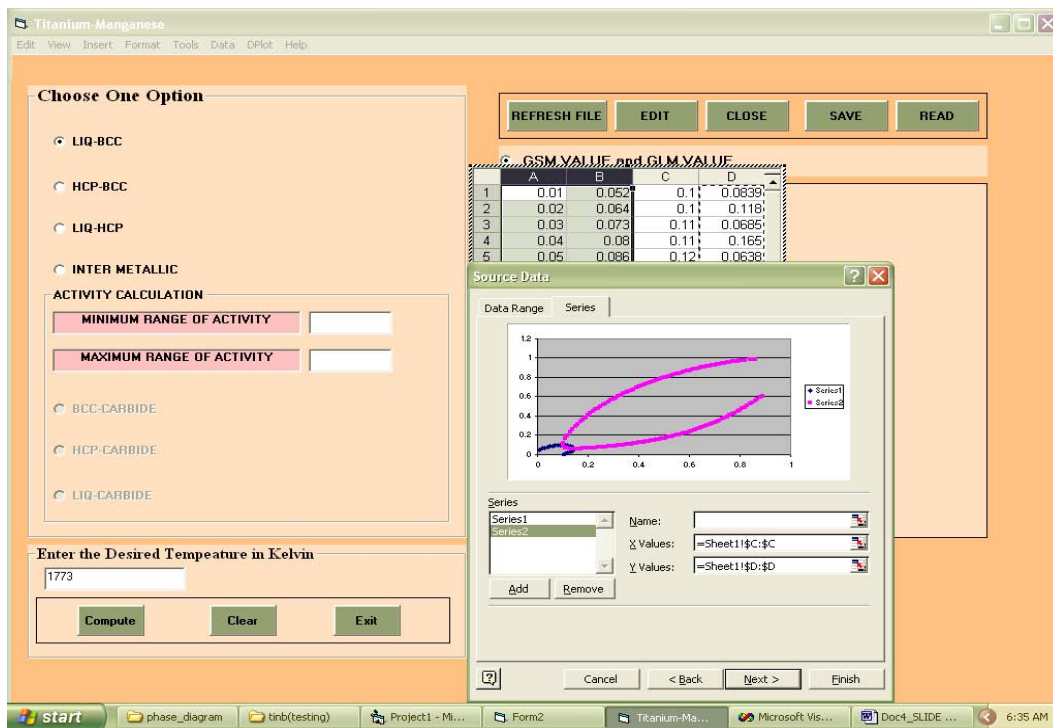 Titanium-Manganese
Edit View Insert Format Tools Data DPlot Help
Choose One Option
LIQ-BCC
HCP-BCC
LIQ-HCP
INTER METALLIC
ACTIVITY CALCULATION
MINIMUM RANGE OF ACTIVITY
MAXIMUM RANGE OF ACTIVITY
BCC-CARBIDE
HCP-CARBIDE
LIQ-CARBIDE
Enter the Desired Tempeature in Kelvin
1773
Compute Clear Exit
REFRESH FILE EDIT CLOSE SAVE READ
GSM VALUE and GLM VALUE
A B C D
1 0.01 0.052 0.1 0.0839
2 0.02 0.064 0.1 0.118
3 0.03 0.073 0.11 0.0685
4 0.04 0.08 0.11 0.165
5 0.05 0.086 0.12 0.0638
Source Data
Data Range Series
1.2
1
0.8
0.6
0.4
0.2
0
0 0.2 0.4 0.6 0.8 1
Series1
Series2
Series
Series1
Series2
Name:
X Values: =Sheet1!$C:$C
Y Values: =Sheet1!$D:$D
Add Remove
Cancel < Back Next > Finish
start phase_diagram tinb(testing) Project1 - Mi... Form2 Titanium-Ma... Microsoft Vis... Doc4_SLIDE ... 6:35 AM